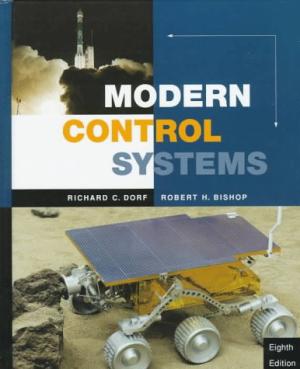 MODERN
CONTROL
SYSTEMS
RICHARD C. DORF ROBERT H. BISHOP
Eighth
Edition